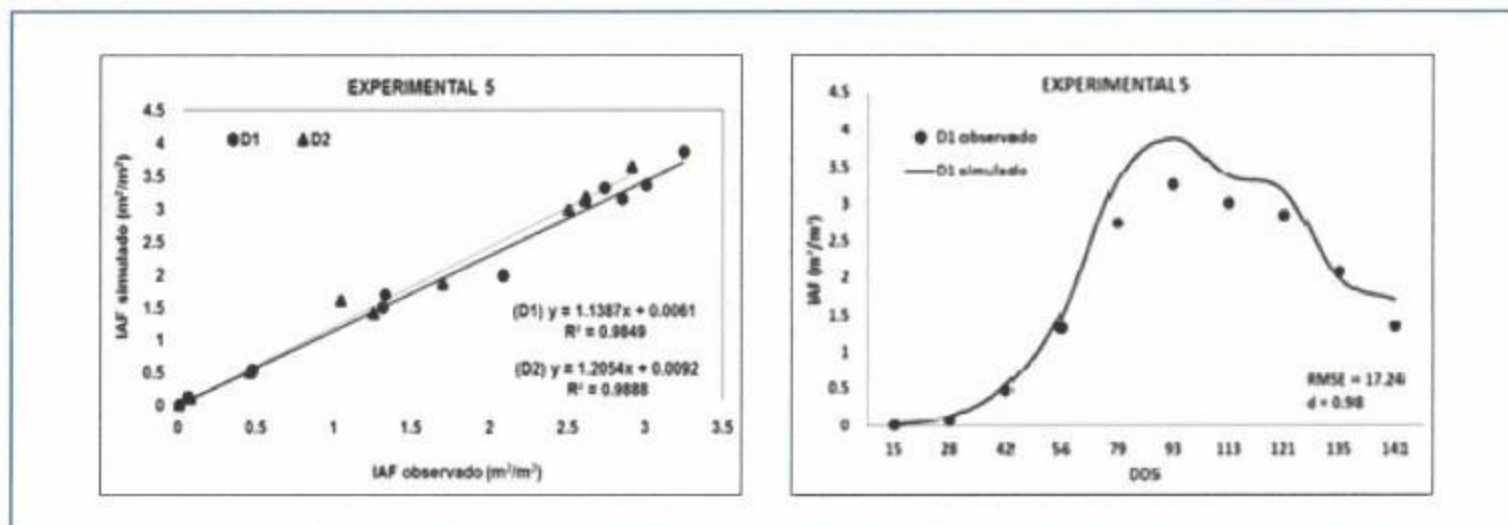 EXPERIMENTAL 5
4.5
4
3.5
3
2.5
2
1.5
1
0.5
0
D1 D2
IAF simulado (m²/m²)
(D1) y = 1.1387x + 0.0061
R² = 0.9849
(D2) y = 1.2054x + 0.0092
R² = 0.9888
0 0.5 1 1.5 2 2.5 3 3.5
IAF observado (m²/m²)
EXPERIMENTAL 5
4.5
4
3.5
3
2.5
2
1.5
1
0.5
0
D1 observado
D1 simulado
IAF (m²/m²)
RMSE = 17.24
d = 0.98
15 28 42 56 79 93 113 121 135 141
DOS